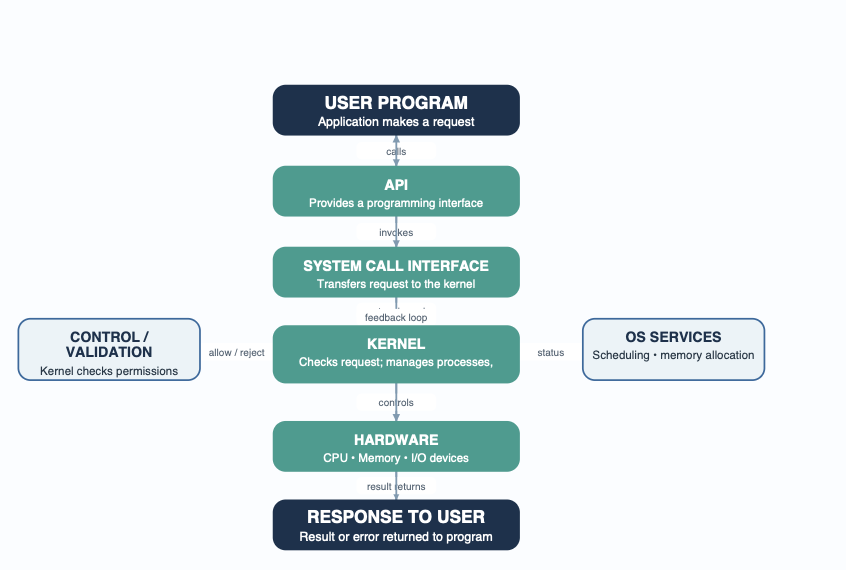 USER PROGRAM
Application makes a request
calls
API
Provides a programming interface
invokes
SYSTEM CALL INTERFACE
Transfers request to the kernel
feedback loop
CONTROL /
VALIDATION
Kernel checks permissions
allow / reject
KERNEL
Checks request; manages processes,
status
OS SERVICES
Scheduling • memory allocation
controls
HARDWARE
CPU • Memory • I/O devices
result returns
RESPONSE TO USER
Result or error returned to program